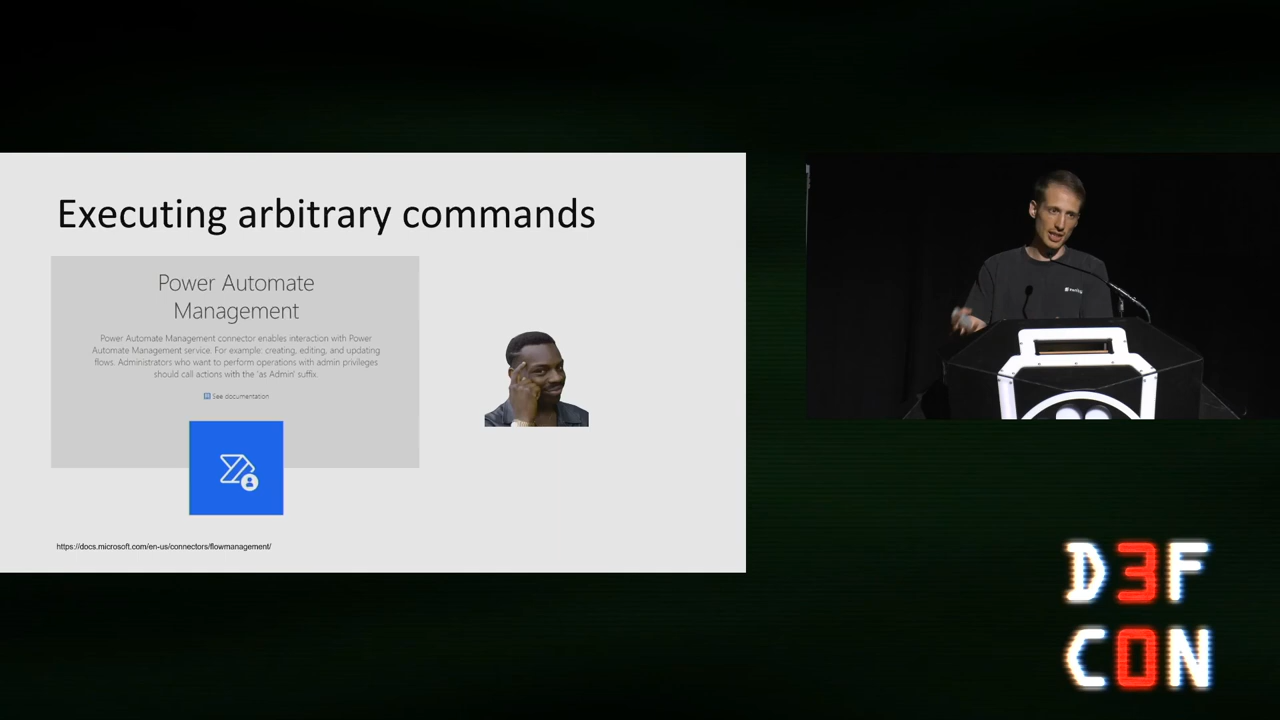 Executing arbitrary commands
Power Automate
Management
Power Automate Management connector enables interaction with Power
Automate Management service. For example: creating, editing, and updating
flows. Administrators who want to perform operations with admin privileges
should call actions with the 'as Admin' suffix.
See documentation
https://docs.microsoft.com/en-us/connectors/flowmanagement/
D3F
C0N